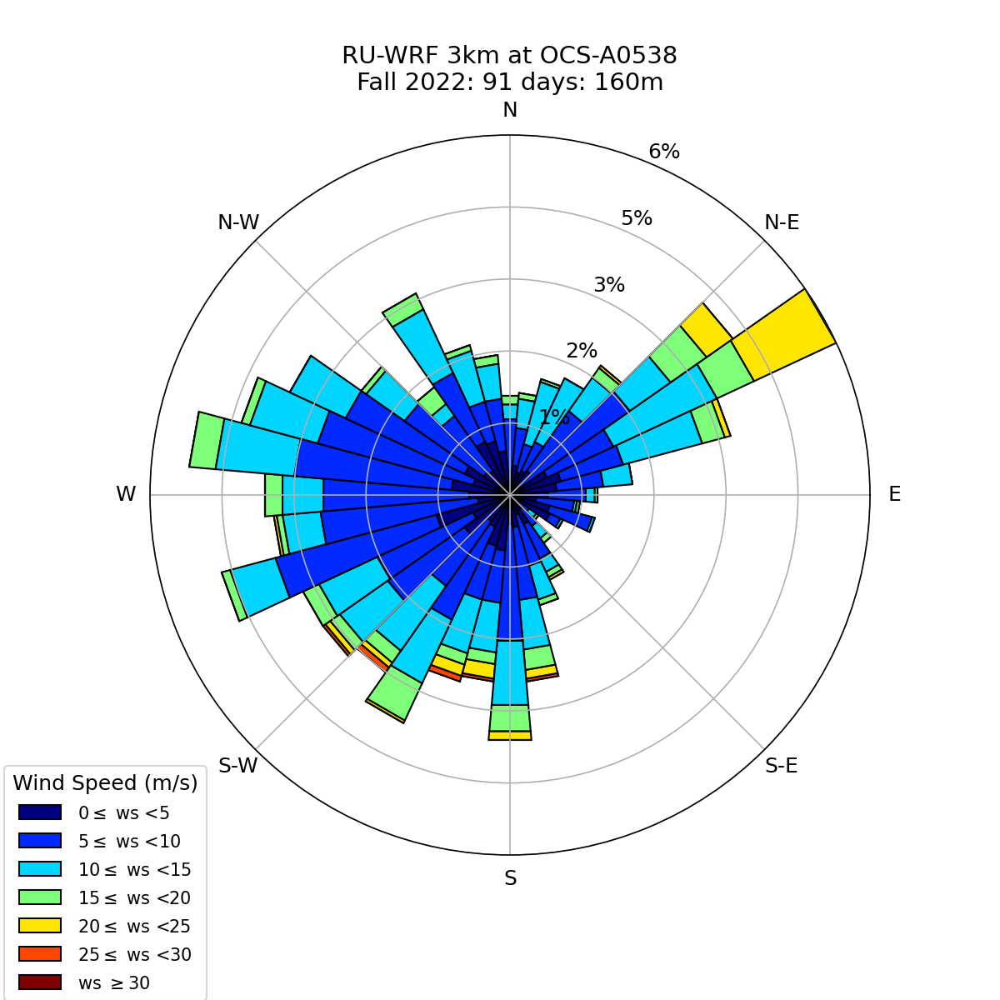 RU-WRF 3km at OCS-A0538
Fall 2022: 91 days: 160m
N
6%
N-W
5%
N-E
3%
2%
1%
W
E
S-W
S-E
S
Wind Speed (m/s)
0≤ ws <5
5≤ ws <10
10≤ ws <15
15≤ ws <20
20≤ ws <25
25≤ ws <30
ws ≥30